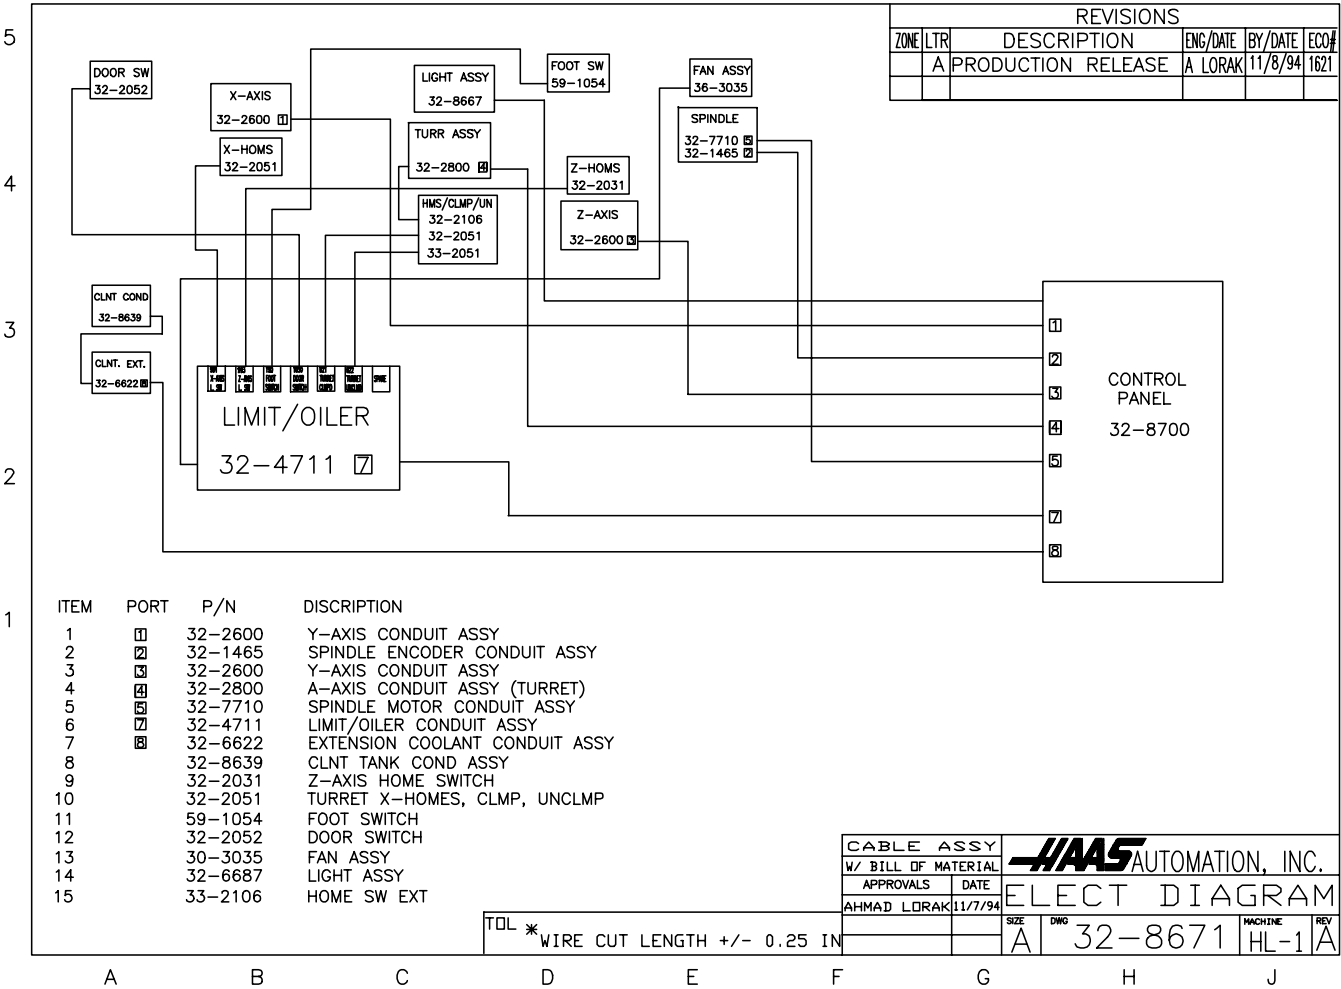 REVISIONS
ZONE LTR DESCRIPTION ENG/DATE BY/DATE ECO#
A PRODUCTION RELEASE A LORAK 11/8/94 1621
5
4
3
2
1
DOOR SW
32-2052
X-AXIS
32-2600 1
X-HOMS
32-2051
LIGHT ASSY
32-8667
TURR ASSY
32-2800 4
HMS/CLMP/UN
32-2106
32-2051
33-2051
FOOT SW
59-1054
Z-HOMS
32-2031
Z-AXIS
32-2600 3
FAN ASSY
36-3035
SPINDLE
32-7710 5
32-1465 2
CLNT COND
32-8639
CLNT. EXT.
32-6622 8
X-AXIS
Z-AXIS
FOOT
SWITCH
DOOR
SWITCH
TURRET
TURRET
SPARE
LIMIT/OILER
32-4711 7
1
2
3
4
5
7
8
CONTROL
PANEL
32-8700
ITEM PORT P/N DISCRIPTION
1 1 32-2600 Y-AXIS CONDUIT ASSY
2 2 32-1465 SPINDLE ENCODER CONDUIT ASSY
3 3 32-2600 Y-AXIS CONDUIT ASSY
4 4 32-2800 A-AXIS CONDUIT ASSY (TURRET)
5 5 32-7710 SPINDLE MOTOR CONDUIT ASSY
6 7 32-4711 LIMIT/OILER CONDUIT ASSY
7 8 32-6622 EXTENSION COOLANT CONDUIT ASSY
8 32-8639 CLNT TANK COND ASSY
9 32-2031 Z-AXIS HOME SWITCH
10 32-2051 TURRET X-HOMES, CLMP, UNCLMP
11 59-1054 FOOT SWITCH
12 32-2052 DOOR SWITCH
13 30-3035 FAN ASSY
14 32-6687 LIGHT ASSY
15 33-2106 HOME SW EXT
TOL * WIRE CUT LENGTH +/- 0.25 IN
CABLE ASSY
W/ BILL OF MATERIAL
APPROVALS DATE
AHMAD LORAK 11/7/94
HAAS AUTOMATION, INC.
ELECT DIAGRAM
SIZE A DWG 32-8671 MACHINE HL-1 REV A
A B C D E F G H J